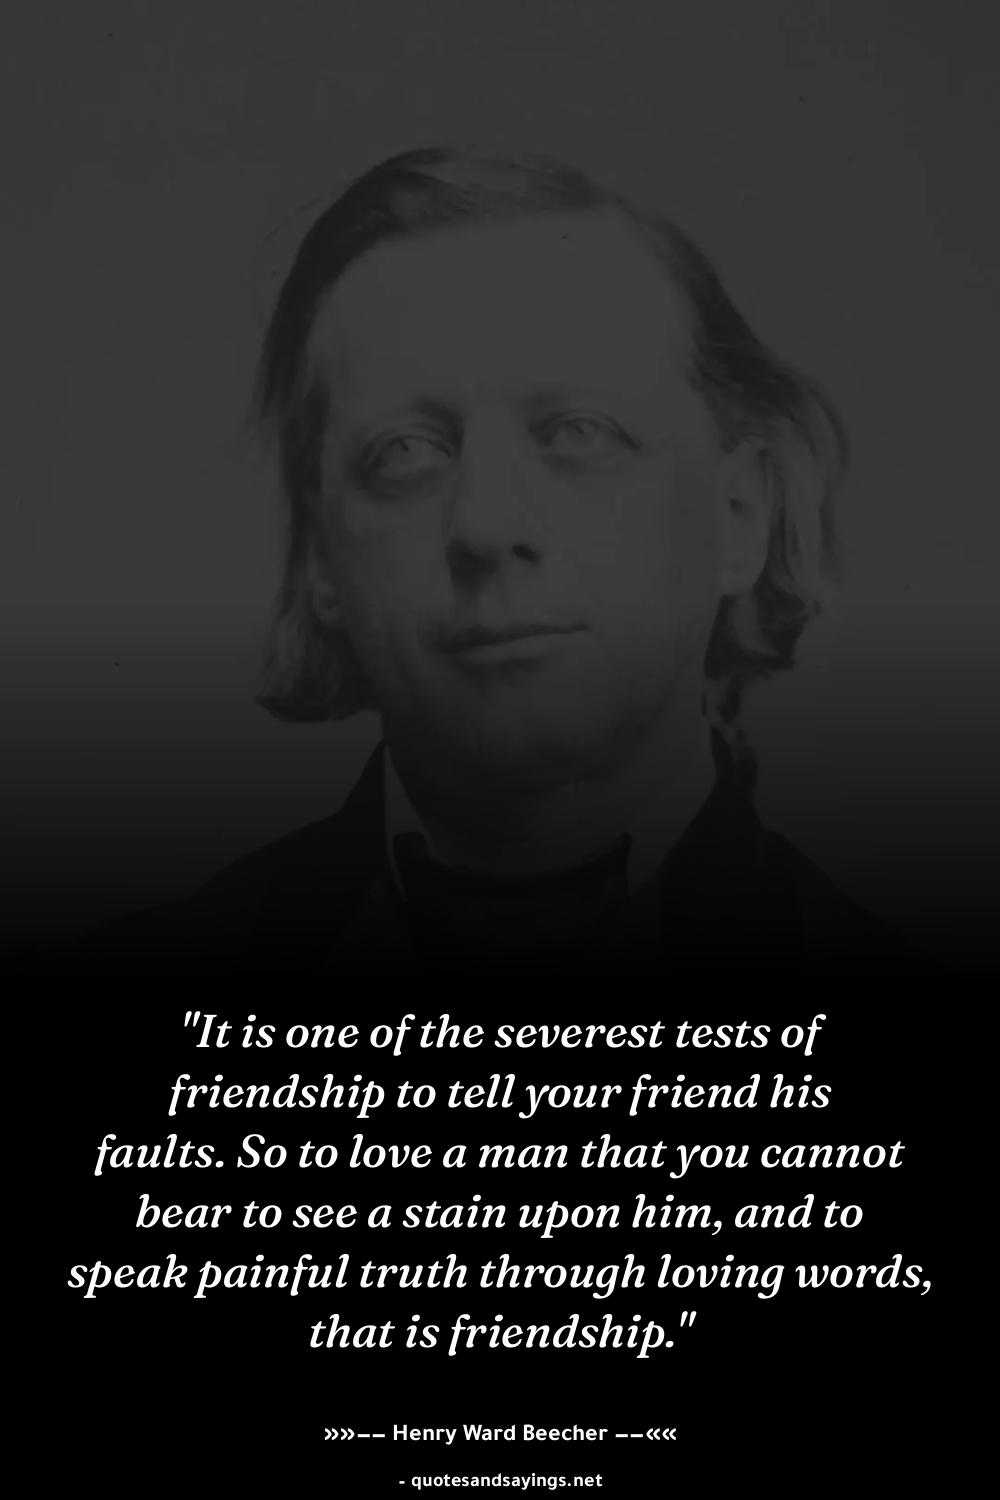 "It is one of the severest tests of
friendship to tell your friend his
faults. So to love a man that you cannot
bear to see a stain upon him, and to
speak painful truth through loving words,
that is friendship."
»»–– Henry Ward Beecher ––««
- quotesandsayings.net